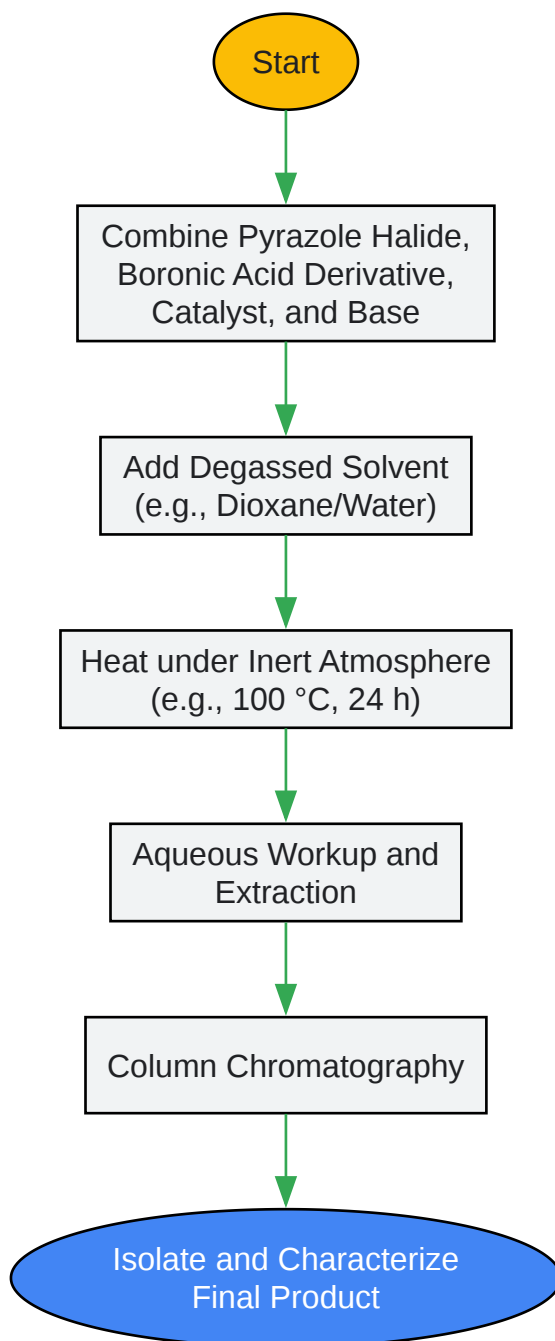 Start
Combine Pyrazole Halide,
Boronic Acid Derivative,
Catalyst, and Base
Add Degassed Solvent
(e.g., Dioxane/Water)
Heat under Inert Atmosphere
(e.g., 100 °C, 24 h)
Aqueous Workup and
Extraction
Column Chromatography
Isolate and Characterize
Final Product